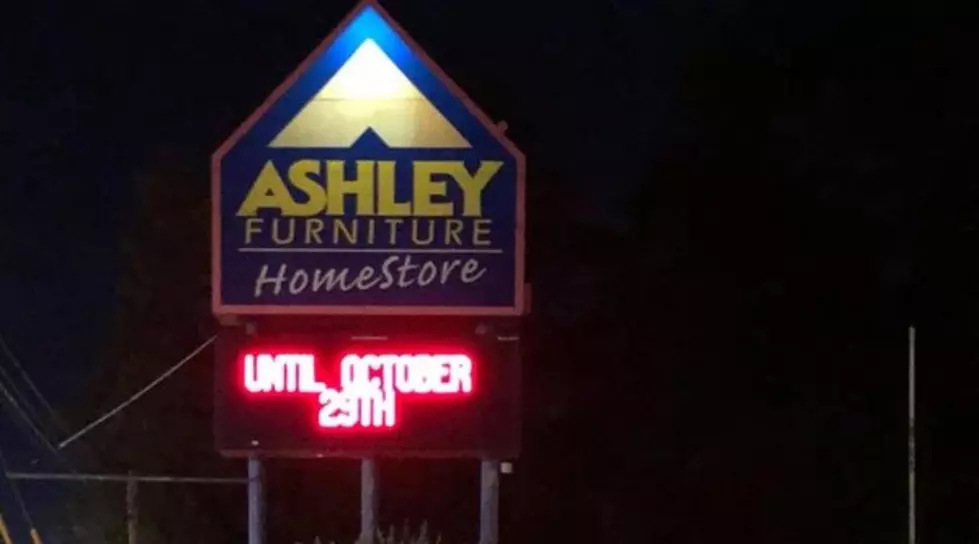 ASHLEY
FURNITURE
HomeStore
UNTIL OCTOBER
29TH